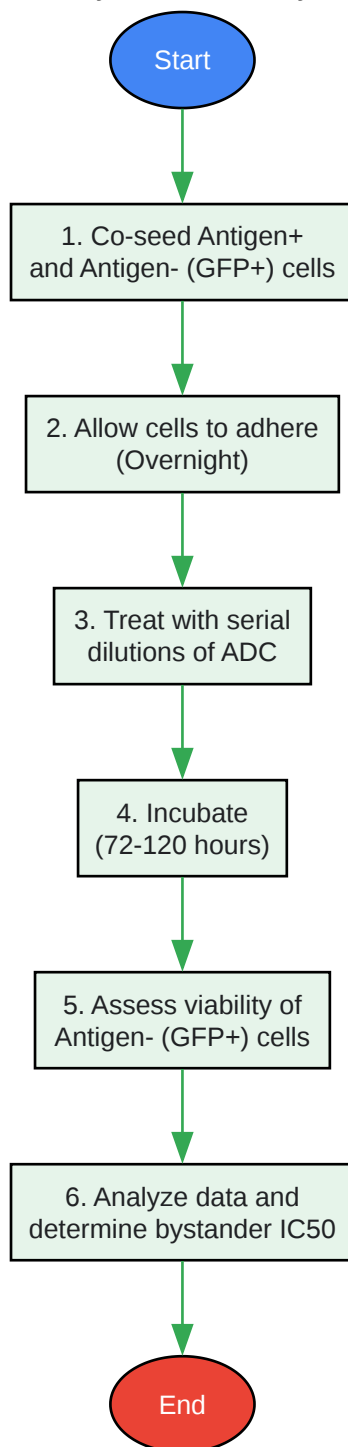 Start
1. Co-seed Antigen+
and Antigen- (GFP+) cells
2. Allow cells to adhere
(Overnight)
3. Treat with serial
dilutions of ADC
4. Incubate
(72-120 hours)
5. Assess viability of
Antigen- (GFP+) cells
6. Analyze data and
determine bystander IC50
End